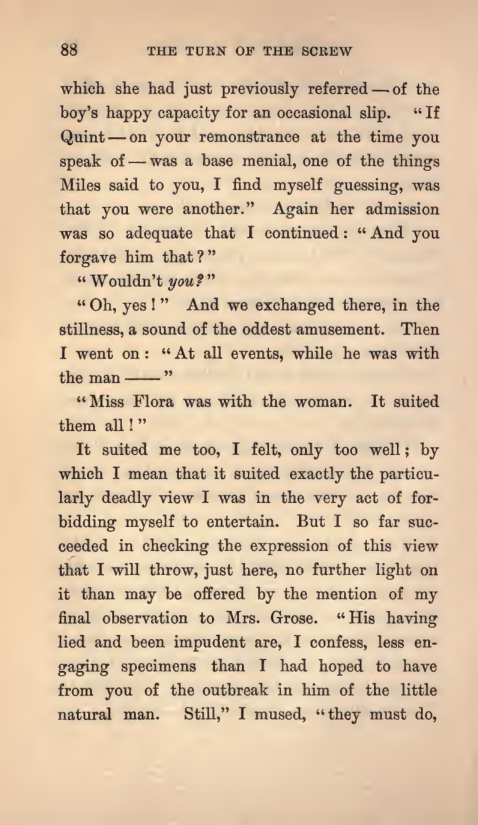 88 THE TURN OF THE SCREW
which she had just previously referred — of the
boy's happy capacity for an occasional slip. "If
Quint — on your remonstrance at the time you
speak of — was a base menial, one of the things
Miles said to you, I find myself guessing, was
that you were another." Again her admission
was so adequate that I continued: "And you
forgave him that?"
"Wouldn't you?"
"Oh, yes!" And we exchanged there, in the
stillness, a sound of the oddest amusement. Then
I went on: "At all events, while he was with
the man ——"
"Miss Flora was with the woman. It suited
them all!"
It suited me too, I felt, only too well; by
which I mean that it suited exactly the particu-
larly deadly view I was in the very act of for-
bidding myself to entertain. But I so far suc-
ceeded in checking the expression of this view
that I will throw, just here, no further light on
it than may be offered by the mention of my
final observation to Mrs. Grose. "His having
lied and been impudent are, I confess, less en-
gaging specimens than I had hoped to have
from you of the outbreak in him of the little
natural man. Still," I mused, "they must do,